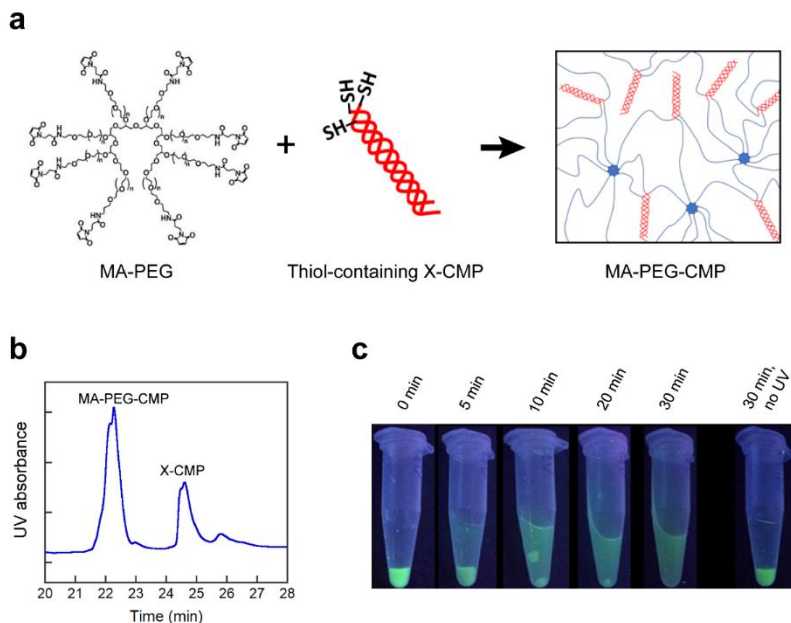 a
MA-PEG
+
SH
SH
SH
Thiol-containing X-CMP
MA-PEG-CMP
b
UV absorbance
MA-PEG-CMP
X-CMP
20 21 22 23 24 25 26 27 28
Time (min)
c
0 min
5 min
10 min
20 min
30 min
30 min,
no UV